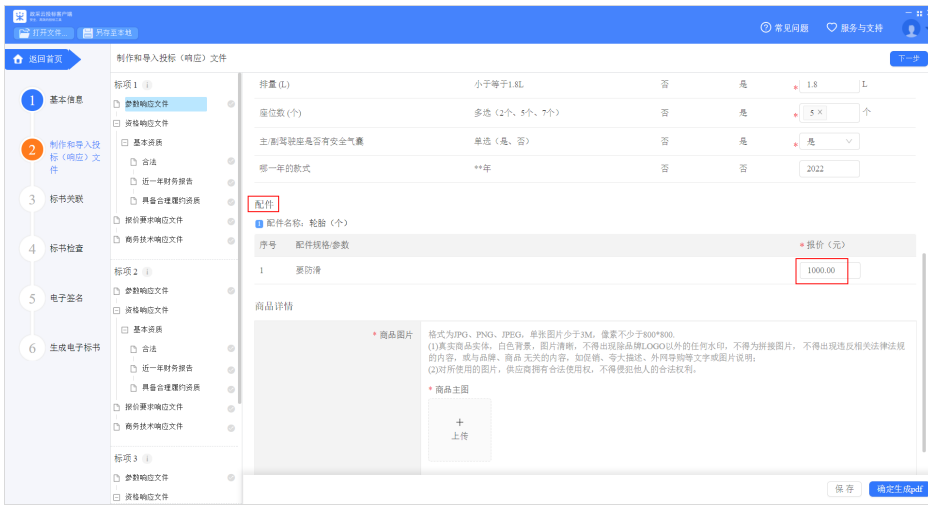 政采云投标客户端
打开文件... 另存至本地
常见问题 服务与支持
返回首页 制作和导入投标（响应）文件 下一步
1 基本信息
2 制作和导入投标（响应）文件
3 标书关联
4 标书检查
5 电子签名
6 生成电子标书
标项 1
参数响应文件
资格响应文件
基本资质
合法
近一年财务报告
具备合理履约资质
报价要求响应文件
商务技术响应文件
标项 2
参数响应文件
资格响应文件
基本资质
合法
近一年财务报告
具备合理履约资质
报价要求响应文件
商务技术响应文件
标项 3
参数响应文件
资格响应文件
排量(L) 小于等于1.8L 否 是 * 1.8 L
座位数(个) 多选（2个、5个、7个） 否 是 * 5 × 个
主/副驾驶座是否有安全气囊 单选（是、否） 否 是 * 是
哪一年的款式 **年 否 否 2022
配件
1 配件名称：轮胎（个）
序号 配件规格/参数 * 报价（元）
1 要防滑 1000.00
商品详情
* 商品图片 格式为JPG、PNG、JPEG，单张图片少于3M，像素不少于800*800.
(1)真实商品实体，白色背景，图片清晰，不得出现除品牌LOGO以外的任何水印，不得为拼接图片， 不得出现违反相关法律法规
的内容，或与品牌、商品 无关的内容，如促销、夸大描述、外网导购等文字或图片说明;
(2)对所使用的图片，供应商拥有合法使用权，不得侵犯他人的合法权利。
* 商品主图
+
上传
保 存 确定生成pdf